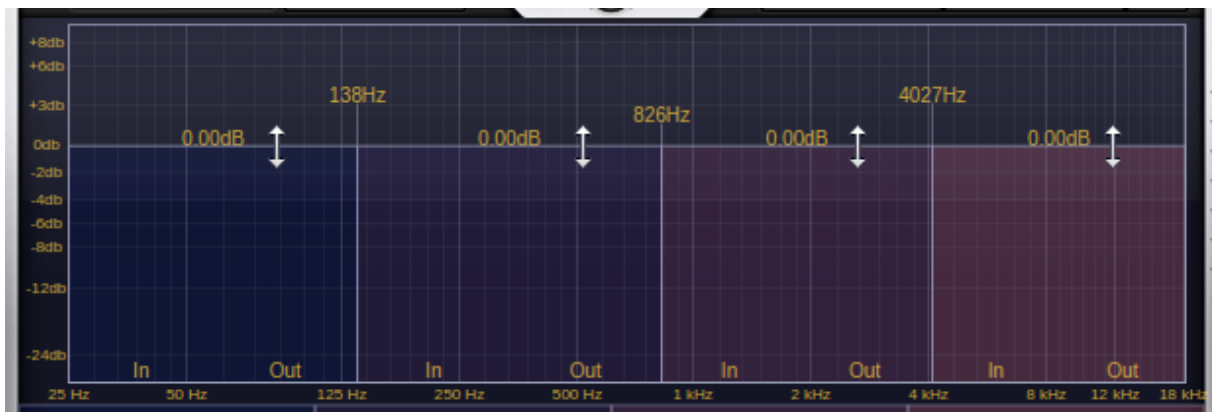 +8db
+6db
138Hz
4027Hz
+3db
826Hz
0.00dB 0.00dB 0.00dB 0.00dB
0db
-2db
-4db
-6db
-8db
-12db
-24db
In Out In Out In Out In Out
25 Hz 50 Hz 125 Hz 250 Hz 500 Hz 1 kHz 2 kHz 4 kHz 8 kHz 12 kHz 18 kHz